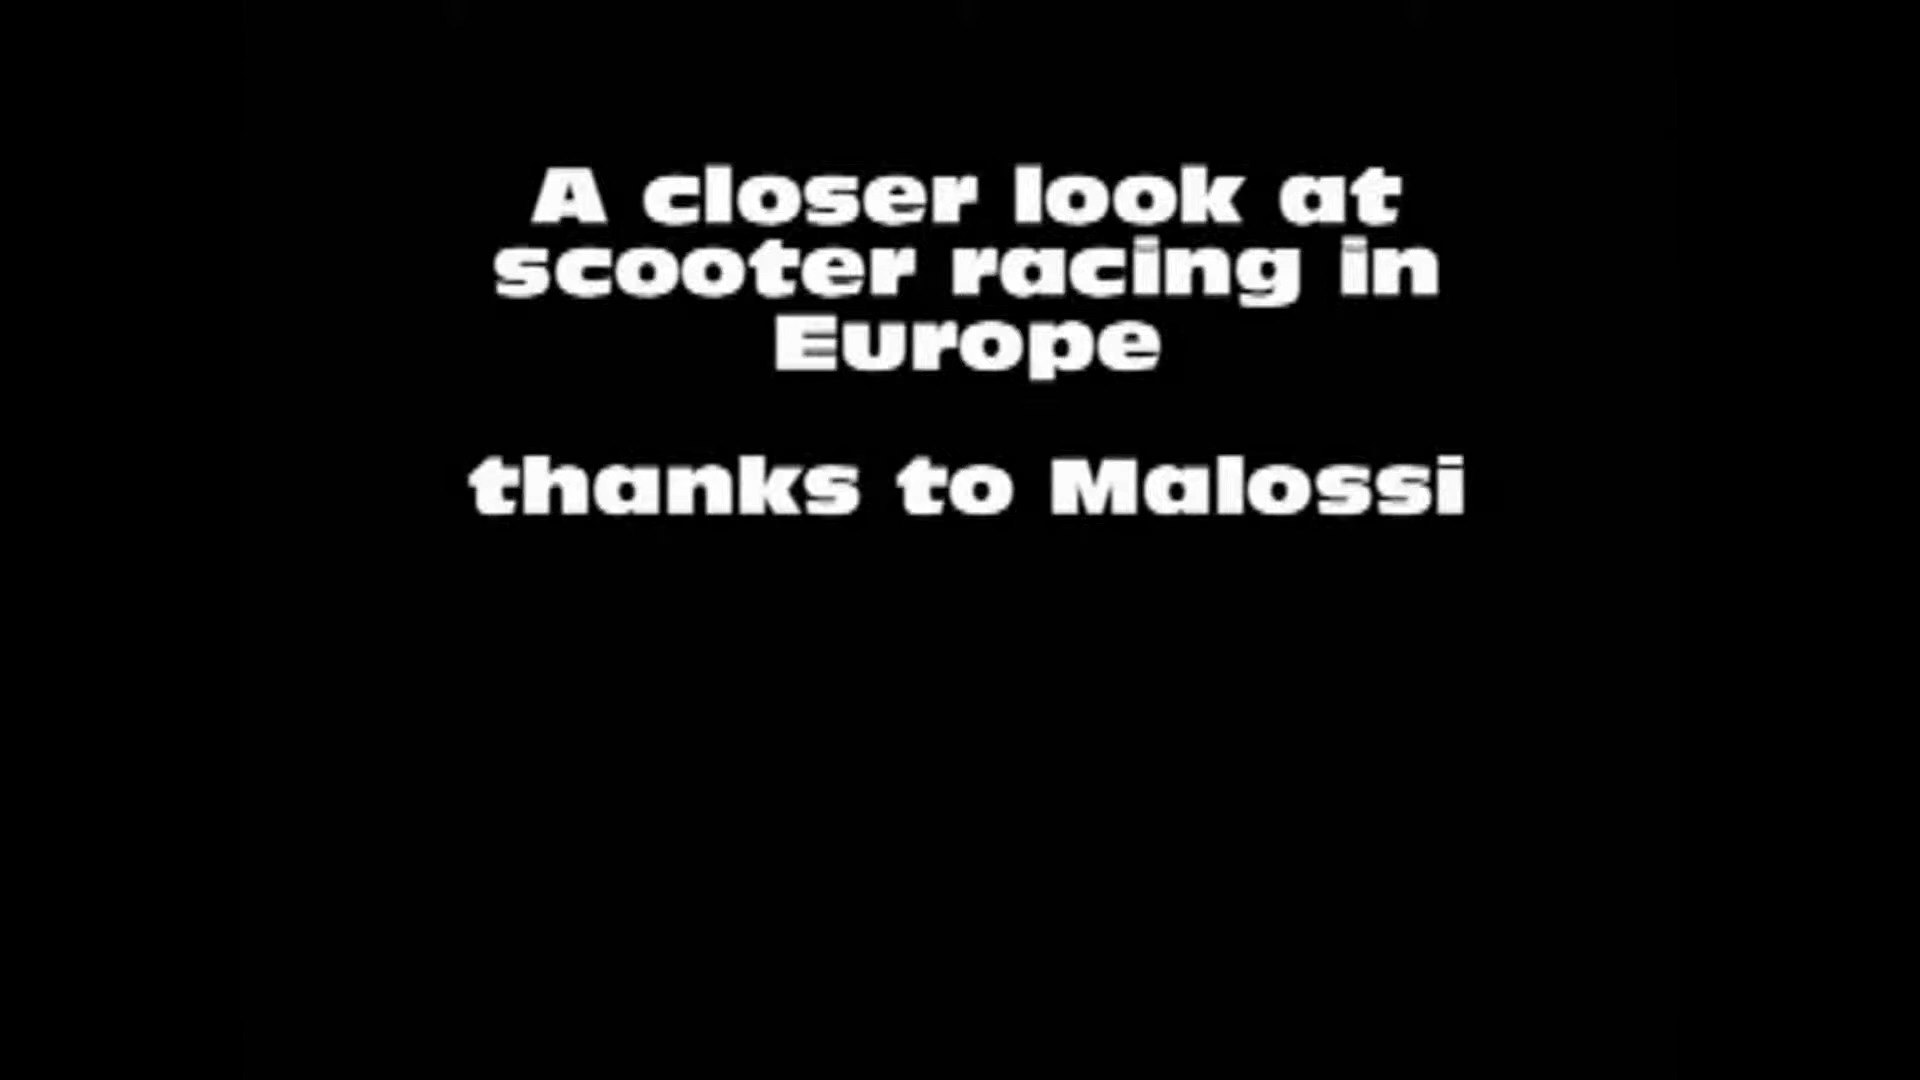 A closer look at
scooter racing in
Europe
thanks to Malossi